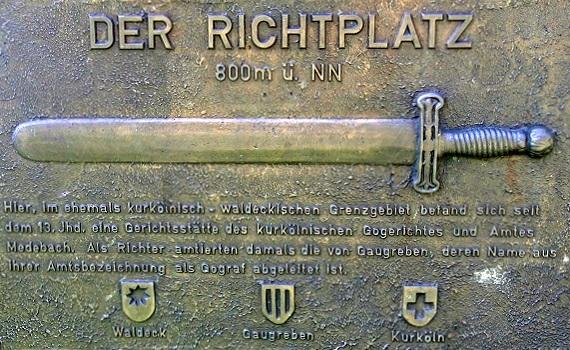 DER RICHTPLATZ
800m ü. NN
Hier, im ehemals kurkölnisch - waldeckischen Grenzgebiet befand sich seit
dem 13. Jhd. eine Gerichtsstätte des kurkölnischen Gogerichtes und Amtes
Medebach. Als Richter amtierten damals die von Gaugreben, deren Name aus
ihrer Amtsbezeichnung als Gograf abgeleitet ist.
Waldeck Gaugreben Kurköln